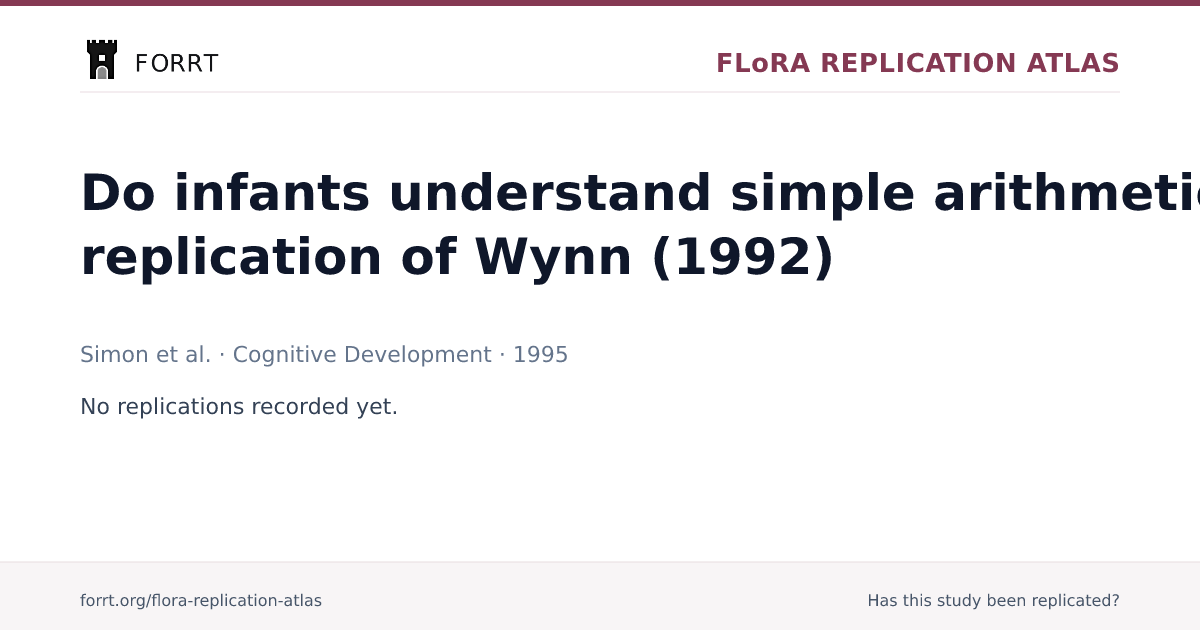 FORRT
FLoRA REPLICATION ATLAS
Do infants understand simple arithmetic
replication of Wynn (1992)
Simon et al. · Cognitive Development · 1995
No replications recorded yet.
forrt.org/flora-replication-atlas
Has this study been replicated?